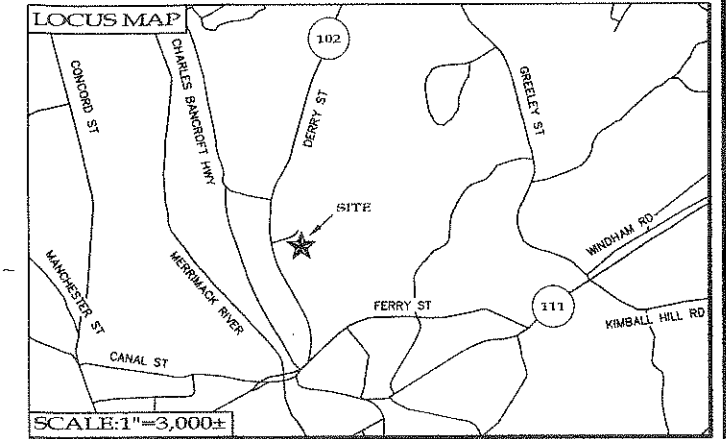 LOCUS MAP
102
CONCORD ST
CHARLES BANCROFT HWY
DERRY ST
GREELEY ST
SITE
WINDHAM RD
MANCHESTER ST
MERRIMACK RIVER
FERRY ST
111
KIMBALL HILL RD
CANAL ST
SCALE:1"=3,000±